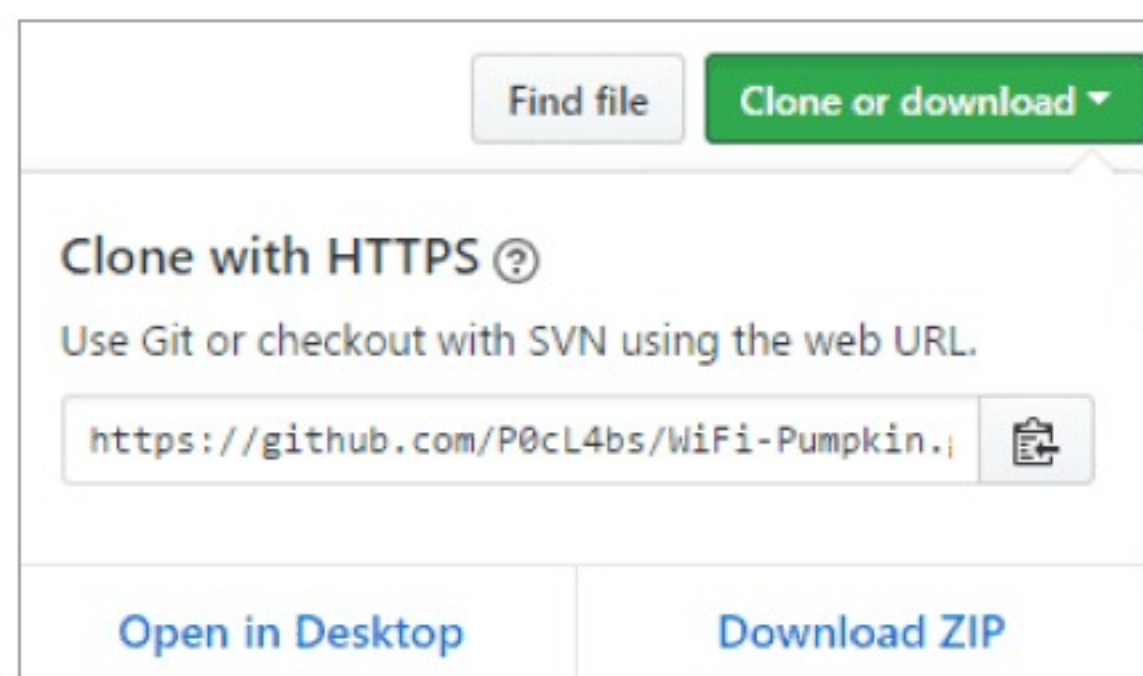 Find file
Clone or download
Clone with HTTPS
Use Git or checkout with SVN using the web URL.
https://github.com/P0cL4bs/WiFi-Pumpkin.
Open in Desktop
Download ZIP